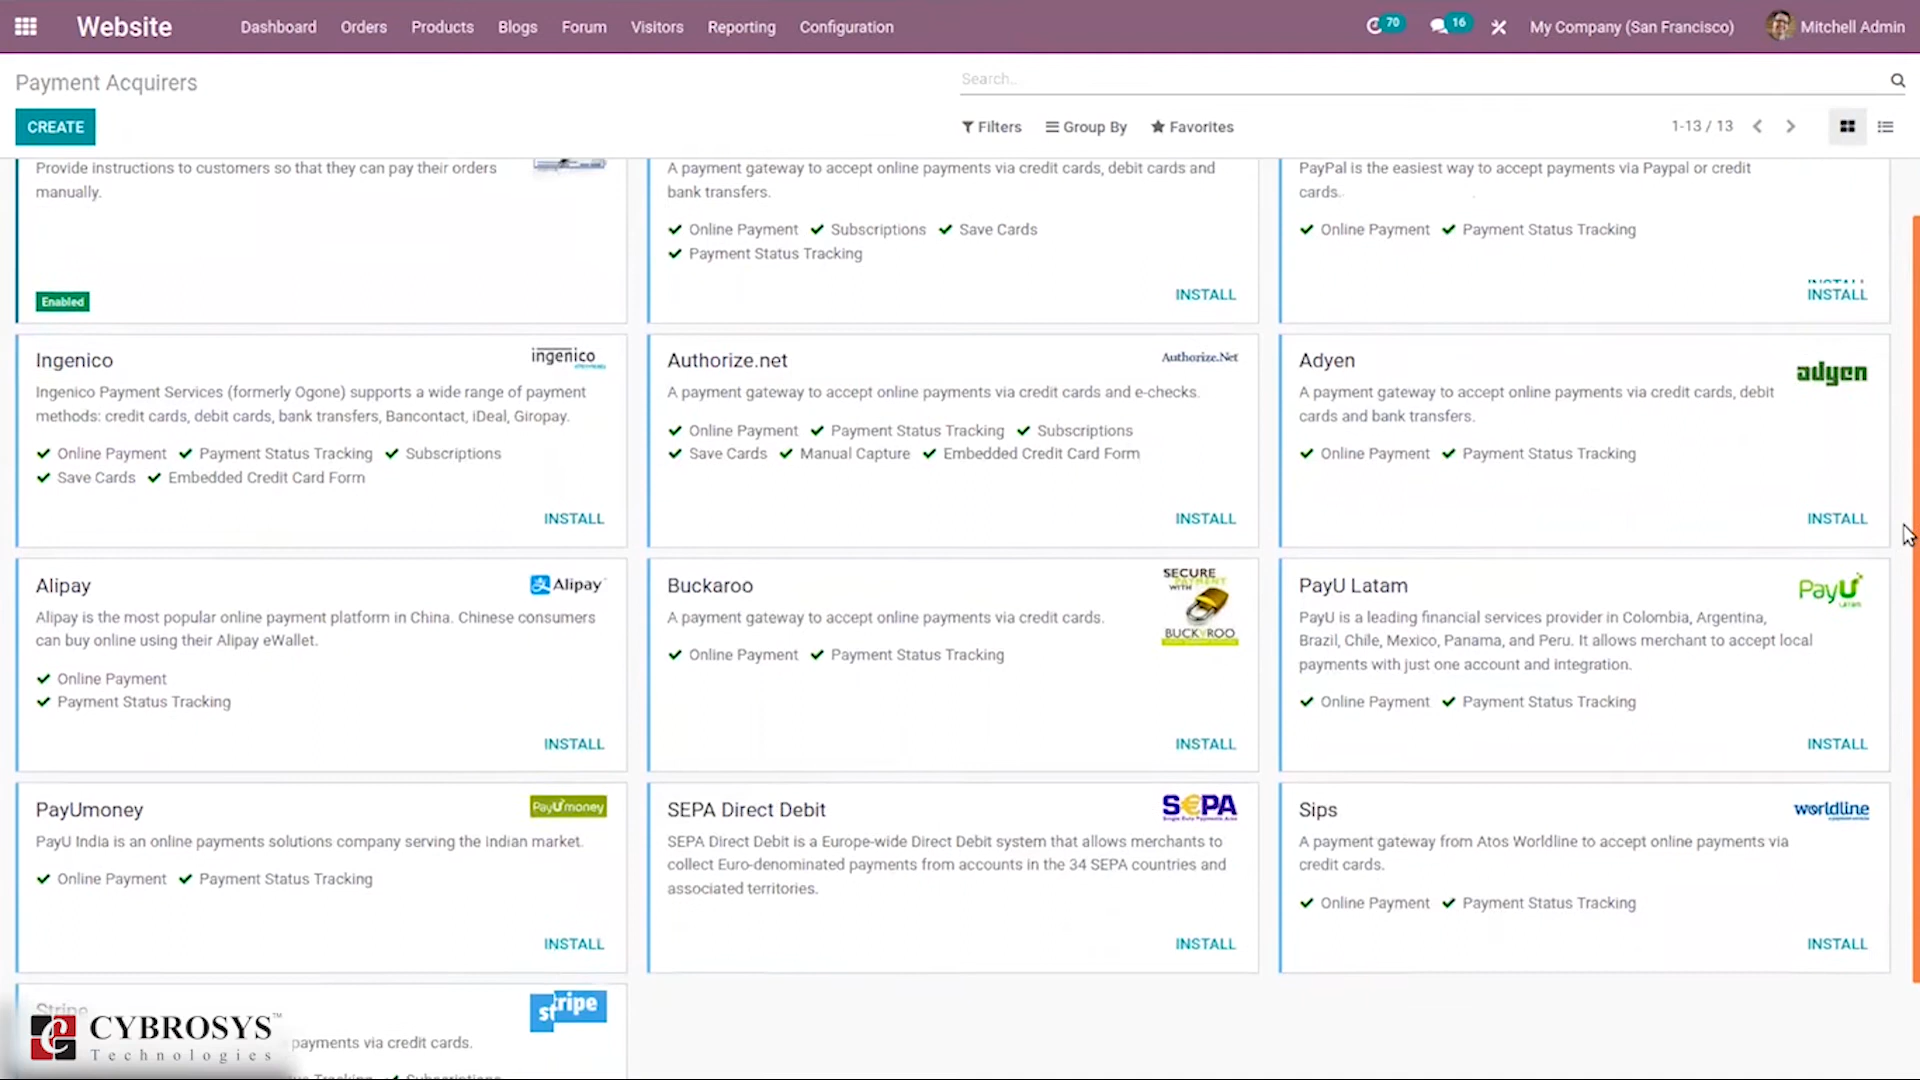 Website
Dashboard
Orders
Products
Blogs
Forum
Visitors
Reporting
Configuration
70
16
My Company (San Francisco)
Mitchell Admin
Payment Acquirers
Search...
CREATE
Filters
Group By
Favorites
1-13 / 13
Provide instructions to customers so that they can pay their orders
manually.
Enabled
A payment gateway to accept online payments via credit cards, debit cards and
bank transfers.
Online Payment
Subscriptions
Save Cards
Payment Status Tracking
INSTALL
PayPal is the easiest way to accept payments via Paypal or credit
cards.
Online Payment
Payment Status Tracking
INSTALL
Ingenico
ingenico
Ingenico Payment Services (formerly Ogone) supports a wide range of payment
methods: credit cards, debit cards, bank transfers, Bancontact, iDeal, Giropay.
Online Payment
Payment Status Tracking
Subscriptions
Save Cards
Embedded Credit Card Form
INSTALL
Authorize.net
Authorize.Net
A payment gateway to accept online payments via credit cards and e-checks.
Online Payment
Payment Status Tracking
Subscriptions
Save Cards
Manual Capture
Embedded Credit Card Form
INSTALL
Adyen
adyen
A payment gateway to accept online payments via credit cards, debit
cards and bank transfers.
Online Payment
Payment Status Tracking
INSTALL
Alipay
Alipay
Alipay is the most popular online payment platform in China. Chinese consumers
can buy online using their Alipay eWallet.
Online Payment
Payment Status Tracking
INSTALL
Buckaroo
SECURE
PAYMENT
WITH
BUCKAROO
A payment gateway to accept online payments via credit cards.
Online Payment
Payment Status Tracking
INSTALL
PayU Latam
PayU
PayU is a leading financial services provider in Colombia, Argentina,
Brazil, Chile, Mexico, Panama, and Peru. It allows merchant to accept local
payments with just one account and integration.
Online Payment
Payment Status Tracking
INSTALL
PayUmoney
PayUmoney
PayU India is an online payments solutions company serving the Indian market.
Online Payment
Payment Status Tracking
INSTALL
SEPA Direct Debit
S€PA
SEPA Direct Debit is a Europe-wide Direct Debit system that allows merchants to
collect Euro-denominated payments from accounts in the 34 SEPA countries and
associated territories.
INSTALL
Sips
worldline
A payment gateway from Atos Worldline to accept online payments via
credit cards.
Online Payment
Payment Status Tracking
INSTALL
Stripe
stripe
payments via credit cards.
CYBROSYS™
Technologies